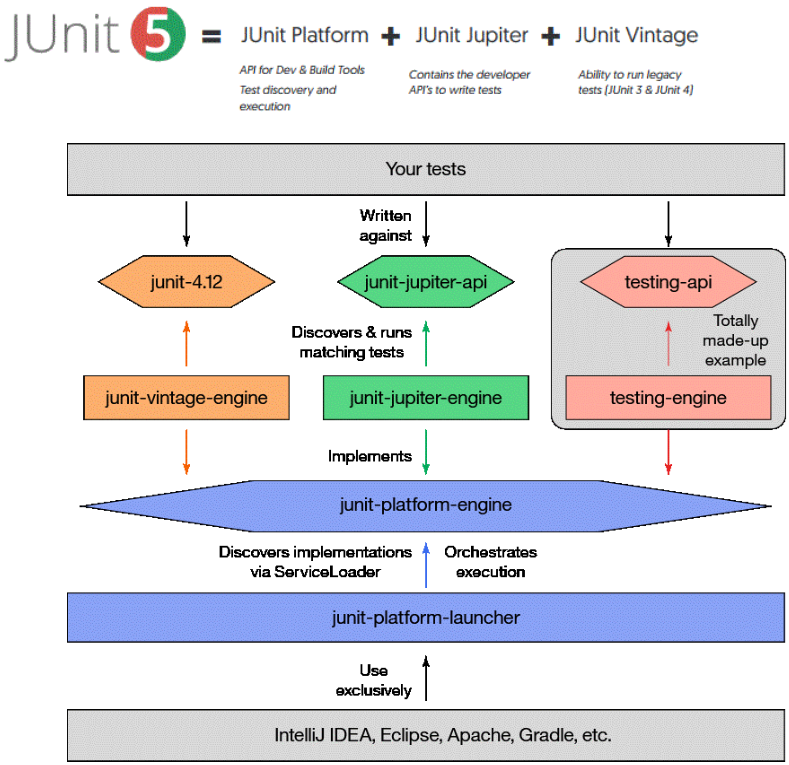 JUnit 5 = JUnit Platform + JUnit Jupiter + JUnit Vintage
API for Dev & Build Tools
Test discovery and
execution
Contains the developer
API's to write tests
Ability to run legacy
tests (JUnit 3 & JUnit 4)
Your tests
Written
against
junit-4.12
junit-jupiter-api
testing-api
Discovers & runs
matching tests
Totally
made-up
example
junit-vintage-engine
junit-jupiter-engine
testing-engine
Implements
junit-platform-engine
Discovers implementations
via ServiceLoader
Orchestrates
execution
junit-platform-launcher
Use
exclusively
IntelliJ IDEA, Eclipse, Apache, Gradle, etc.